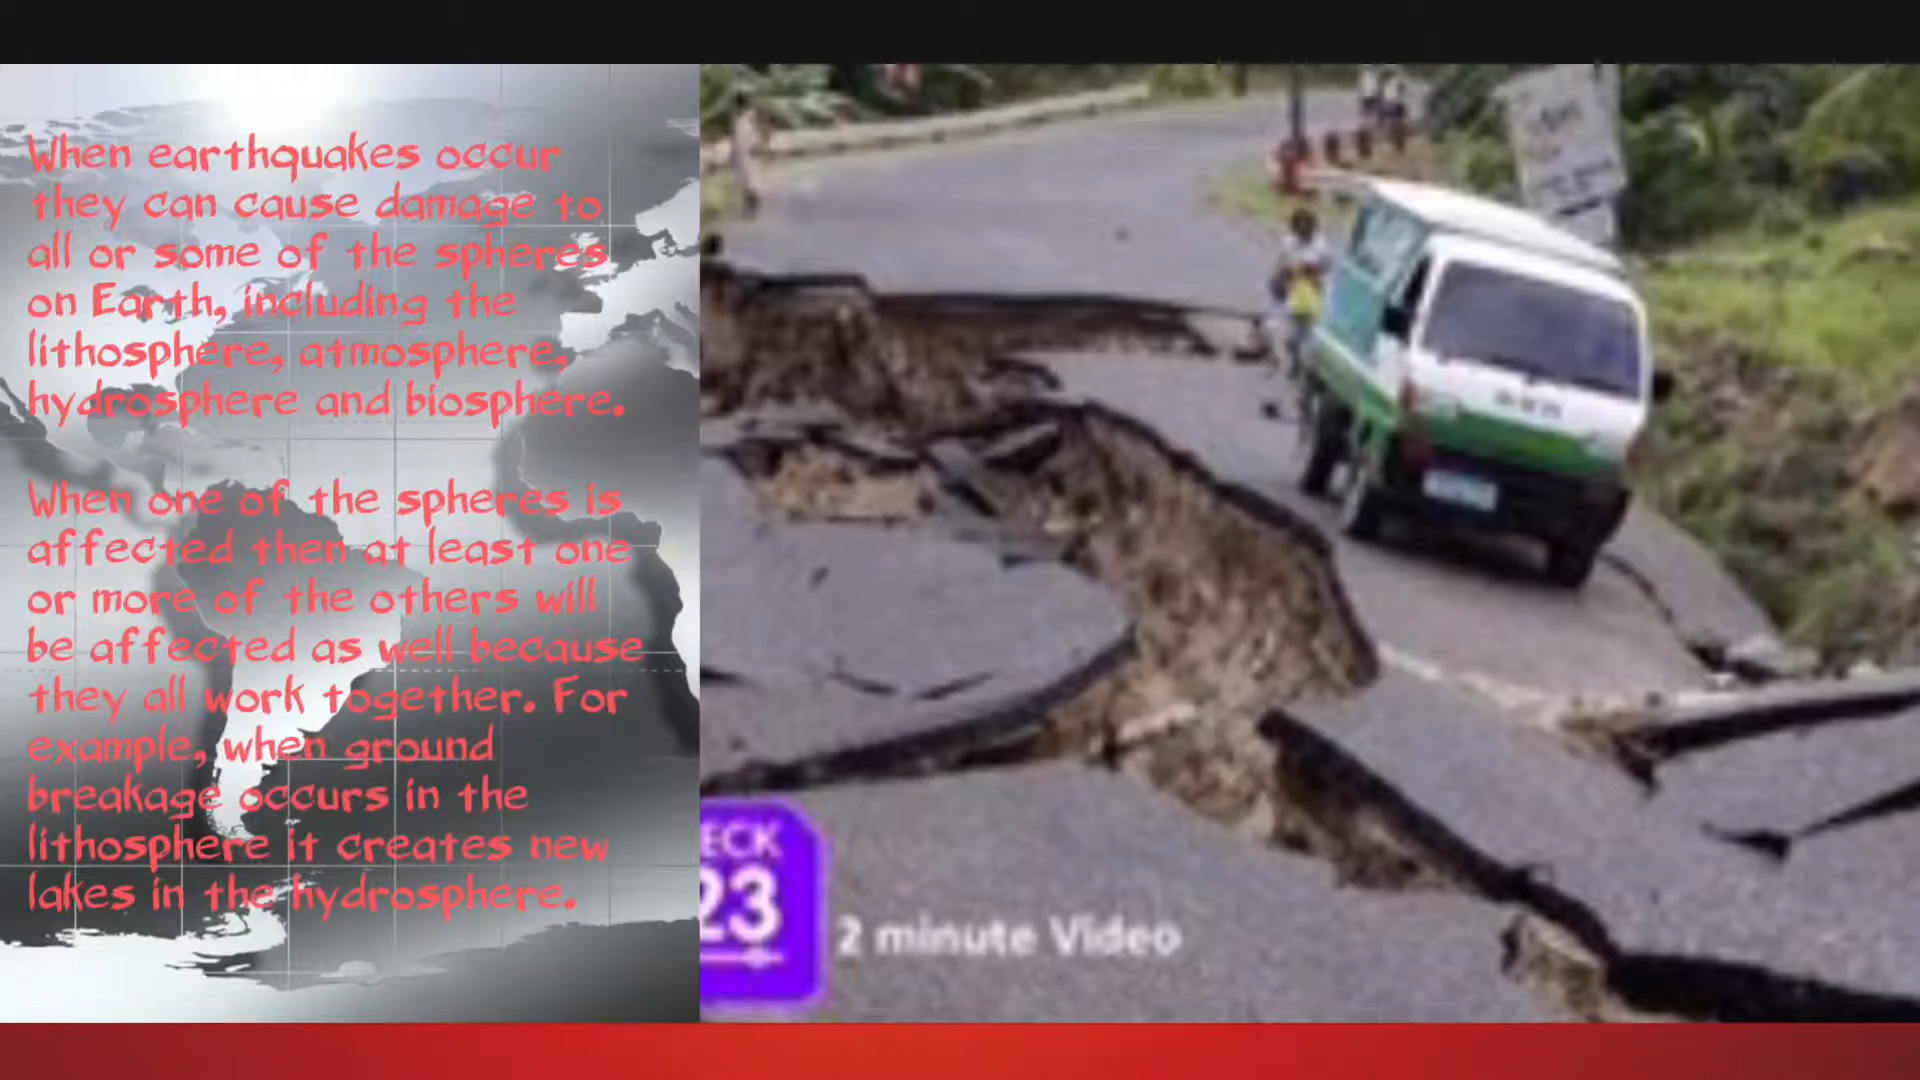 When earthquakes occur
they can cause damage to
all or some of the spheres
on Earth, including the
lithosphere, atmosphere,
hydrosphere and biosphere.
When one of the spheres is
affected then at least one
or more of the others will
be affected as well because
they all work together. For
example, when ground
breakage occurs in the
lithosphere it creates new
lakes in the hydrosphere.
ECK
23
2 minute Video